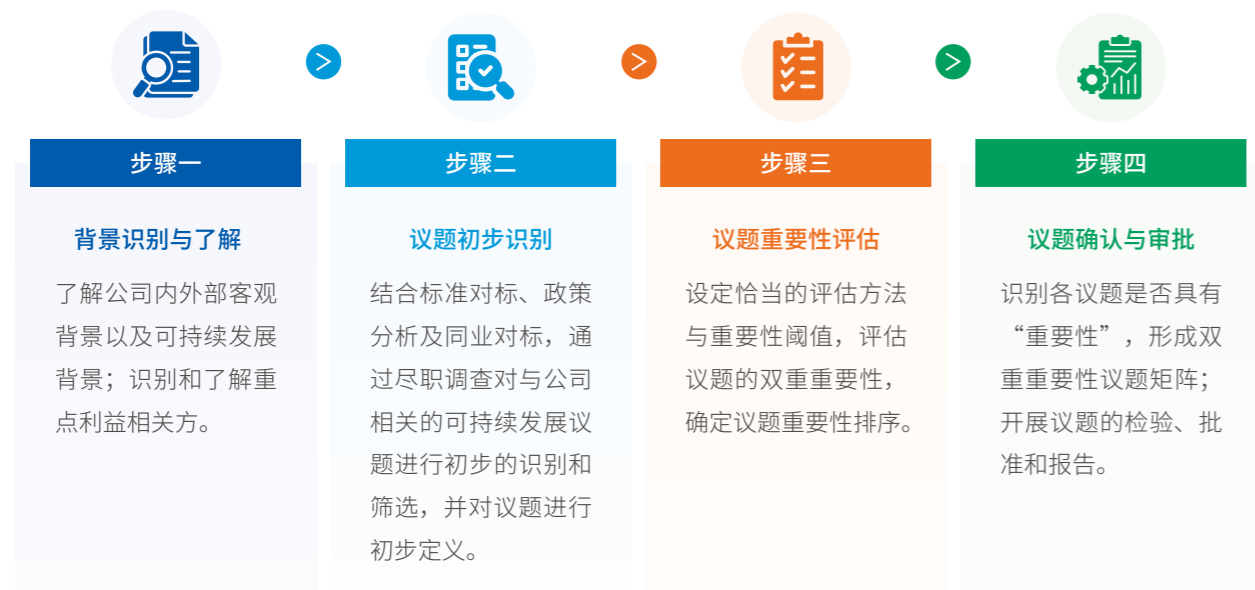 步骤一
背景识别与了解
了解公司内外部客观
背景以及可持续发展
背景；识别和了解重
点利益相关方。
步骤二
议题初步识别
结合标准对标、政策
分析及同业对标，通
过尽职调查对与公司
相关的可持续发展议
题进行初步的识别和
筛选，并对议题进行
初步定义。
步骤三
议题重要性评估
设定恰当的评估方法
与重要性阈值，评估
议题的双重重要性，
确定议题重要性排序。
步骤四
议题确认与审批
识别各议题是否具有
“重要性”，形成双
重重要性议题矩阵；
开展议题的检验、批
准和报告。